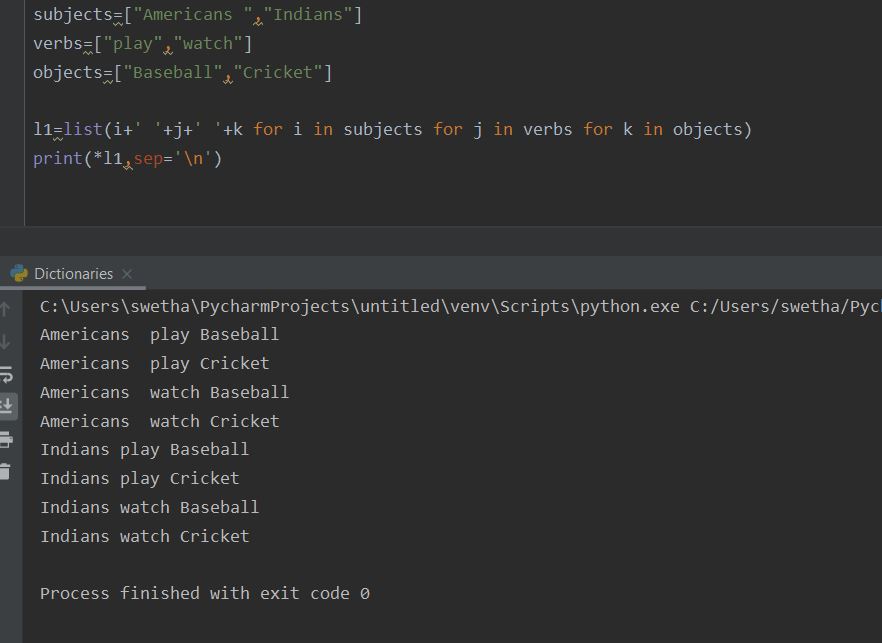 subjects=["Americans ","Indians"]
verbs=["play","watch"]
objects=["Baseball","Cricket"]
l1=list(i+' '+j+' '+k for i in subjects for j in verbs for k in objects)
print(*l1,sep='\n')
Dictionaries
C:\Users\swetha\PycharmProjects\untitled\venv\Scripts\python.exe C:/Users/swetha/Pyc
Americans  play Baseball
Americans  play Cricket
Americans  watch Baseball
Americans  watch Cricket
Indians play Baseball
Indians play Cricket
Indians watch Baseball
Indians watch Cricket
Process finished with exit code 0